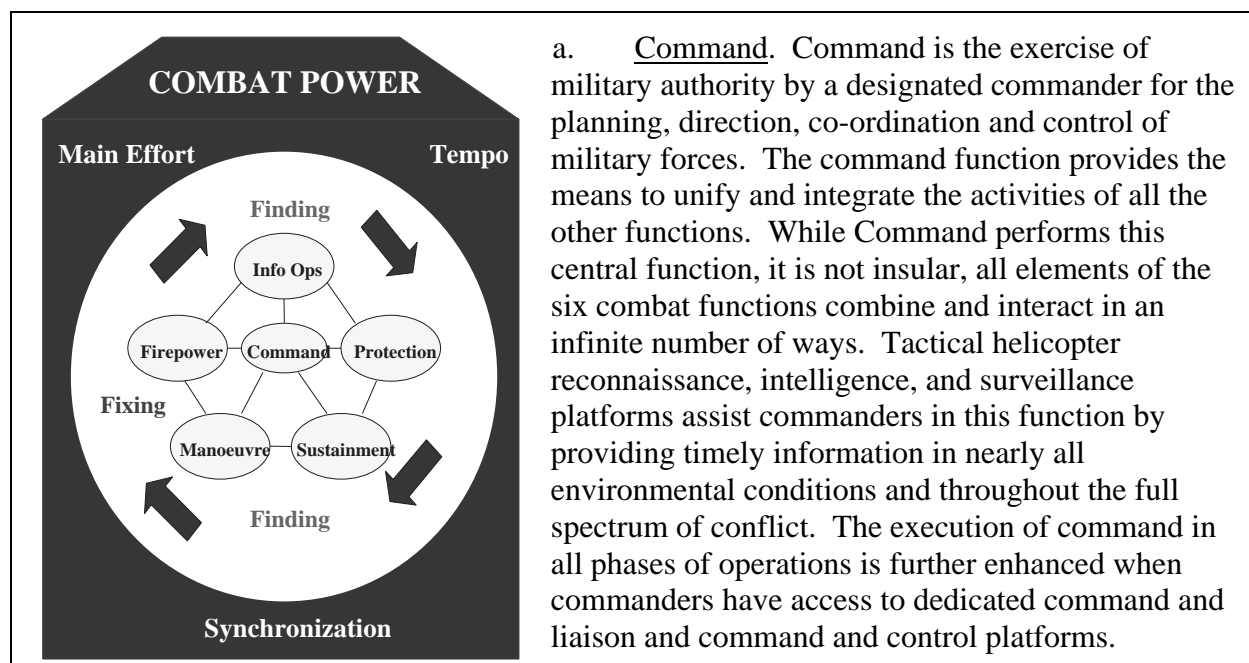 COMBAT POWER
Main Effort
Tempo
Finding
Info Ops
Firepower
Command
Protection
Fixing
Manoeuvre
Sustainment
Finding
Synchronization
a. Command. Command is the exercise of
military authority by a designated commander for the
planning, direction, co-ordination and control of
military forces. The command function provides the
means to unify and integrate the activities of all the
other functions. While Command performs this
central function, it is not insular, all elements of the
six combat functions combine and interact in an
infinite number of ways. Tactical helicopter
reconnaissance, intelligence, and surveillance
platforms assist commanders in this function by
providing timely information in nearly all
environmental conditions and throughout the full
spectrum of conflict. The execution of command in
all phases of operations is further enhanced when
commanders have access to dedicated command and
liaison and command and control platforms.